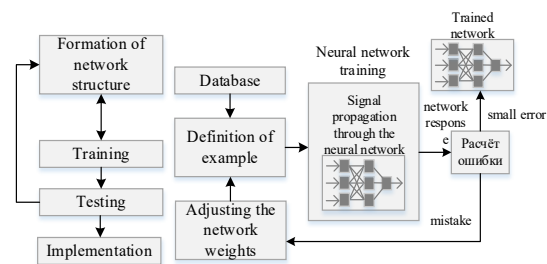 Formation of
network
structure
Training
Testing
Implementation
Database
Definition of
example
Adjusting the
network
weights
Neural network
training
Signal
propagation
through the
neural network
network
respons
e
Trained
network
small error
Расчёт
ошибки
mistake